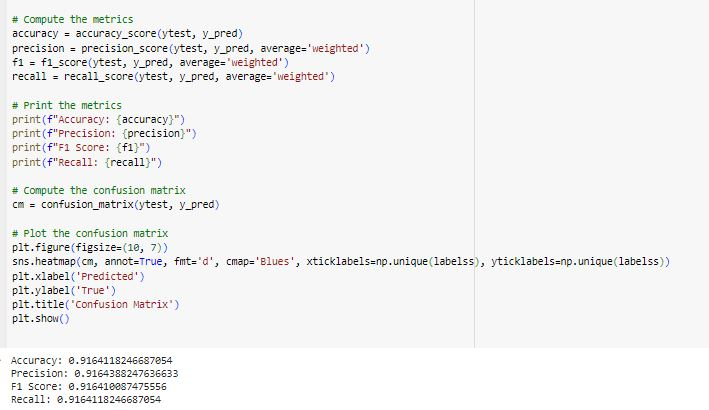 # Compute the metrics
accuracy = accuracy_score(ytest, y_pred)
precision = precision_score(ytest, y_pred, average='weighted')
f1 = f1_score(ytest, y_pred, average='weighted')
recall = recall_score(ytest, y_pred, average='weighted')
# Print the metrics
print(f"Accuracy: {accuracy}")
print(f"Precision: {precision}")
print(f"F1 Score: {f1}")
print(f"Recall: {recall}")
# Compute the confusion matrix
cm = confusion_matrix(ytest, y_pred)
# Plot the confusion matrix
plt.figure(figsize=(10, 7))
sns.heatmap(cm, annot=True, fmt='d', cmap='Blues', xticklabels=np.unique(labelss), yticklabels=np.unique(labelss))
plt.xlabel('Predicted')
plt.ylabel('True')
plt.title('Confusion Matrix')
plt.show()
Accuracy: 0.9164118246687054
Precision: 0.9164388247636633
F1 Score: 0.916410087475556
Recall: 0.9164118246687054